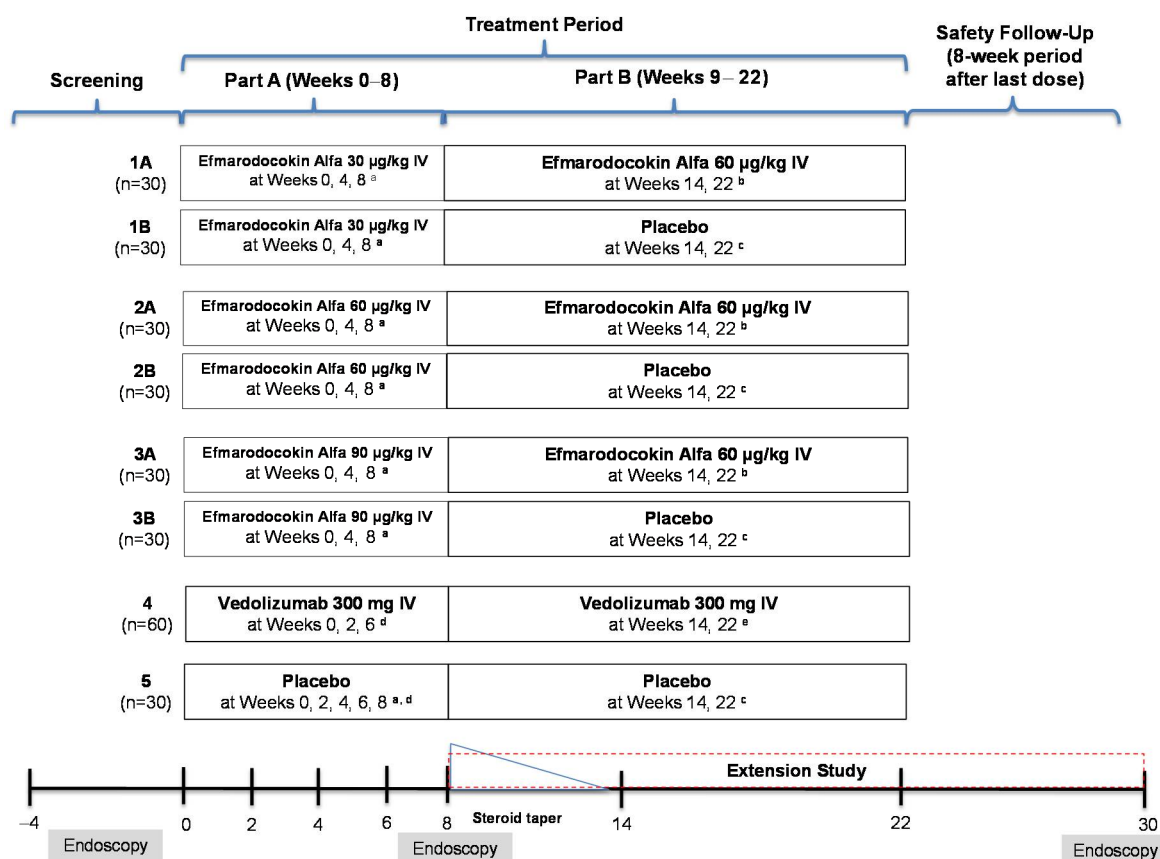 Treatment Period
Safety Follow-Up
(8-week period
after last dose)
Screening
Part A (Weeks 0–8)
Part B (Weeks 9 – 22)
1A
(n=30)
Efmarodocokin Alfa 30 µg/kg IV
at Weeks 0, 4, 8 a
Efmarodocokin Alfa 60 µg/kg IV
at Weeks 14, 22 b
1B
(n=30)
Efmarodocokin Alfa 30 µg/kg IV
at Weeks 0, 4, 8 a
Placebo
at Weeks 14, 22 c
2A
(n=30)
Efmarodocokin Alfa 60 µg/kg IV
at Weeks 0, 4, 8 a
Efmarodocokin Alfa 60 µg/kg IV
at Weeks 14, 22 b
2B
(n=30)
Efmarodocokin Alfa 60 µg/kg IV
at Weeks 0, 4, 8 a
Placebo
at Weeks 14, 22 c
3A
(n=30)
Efmarodocokin Alfa 90 µg/kg IV
at Weeks 0, 4, 8 a
Efmarodocokin Alfa 60 µg/kg IV
at Weeks 14, 22 b
3B
(n=30)
Efmarodocokin Alfa 90 µg/kg IV
at Weeks 0, 4, 8 a
Placebo
at Weeks 14, 22 c
4
(n=60)
Vedolizumab 300 mg IV
at Weeks 0, 2, 6 d
Vedolizumab 300 mg IV
at Weeks 14, 22 e
5
(n=30)
Placebo
at Weeks 0, 2, 4, 6, 8 a, d
Placebo
at Weeks 14, 22 c
Extension Study
–4
0
2
4
6
8
Steroid taper
14
22
30
Endoscopy
Endoscopy
Endoscopy